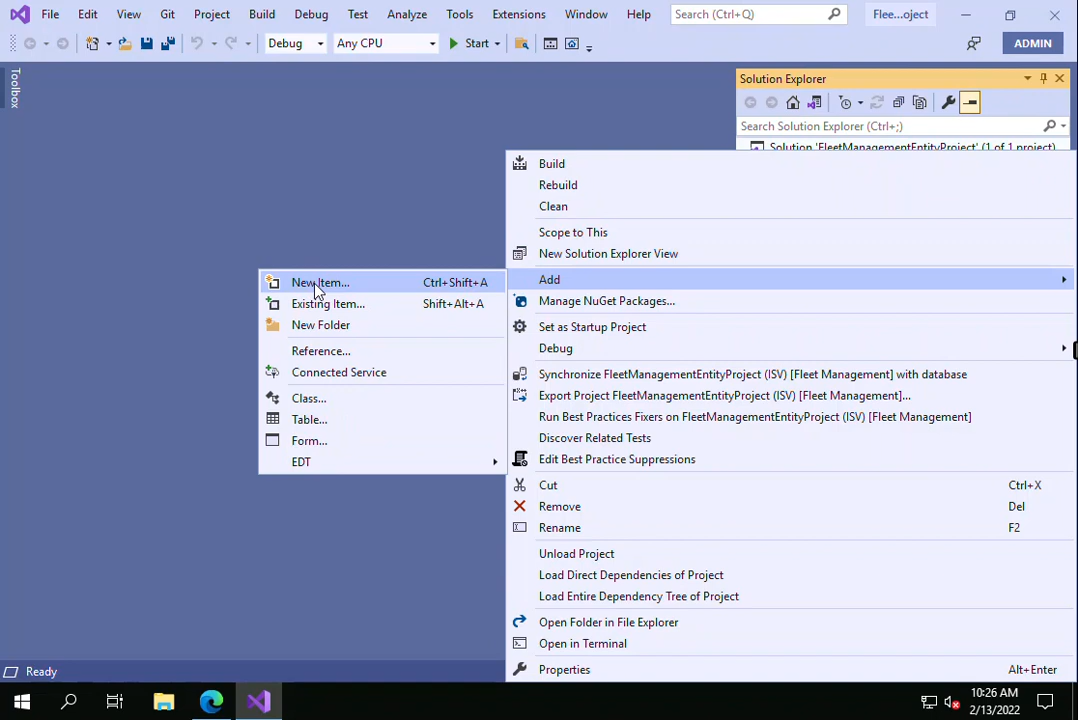 File Edit View Git Project Build Debug Test Analyze Tools Extensions Window Help Search (Ctrl+Q) Flee...oject
Debug Any CPU Start ADMIN
Toolbox
Solution Explorer
Search Solution Explorer (Ctrl+;)
Solution 'FleetManagementEntityProject' (1 of 1 project)
Build
Rebuild
Clean
Scope to This
New Solution Explorer View
Add
Manage NuGet Packages...
Set as Startup Project
Debug
Synchronize FleetManagementEntityProject (ISV) [Fleet Management] with database
Export Project FleetManagementEntityProject (ISV) [Fleet Management]...
Run Best Practices Fixers on FleetManagementEntityProject (ISV) [Fleet Management]
Discover Related Tests
Edit Best Practice Suppressions
Cut Ctrl+X
Remove Del
Rename F2
Unload Project
Load Direct Dependencies of Project
Load Entire Dependency Tree of Project
Open Folder in File Explorer
Open in Terminal
Properties Alt+Enter
New Item... Ctrl+Shift+A
Existing Item... Shift+Alt+A
New Folder
Reference...
Connected Service
Class...
Table...
Form...
EDT
Ready
10:26 AM
2/13/2022